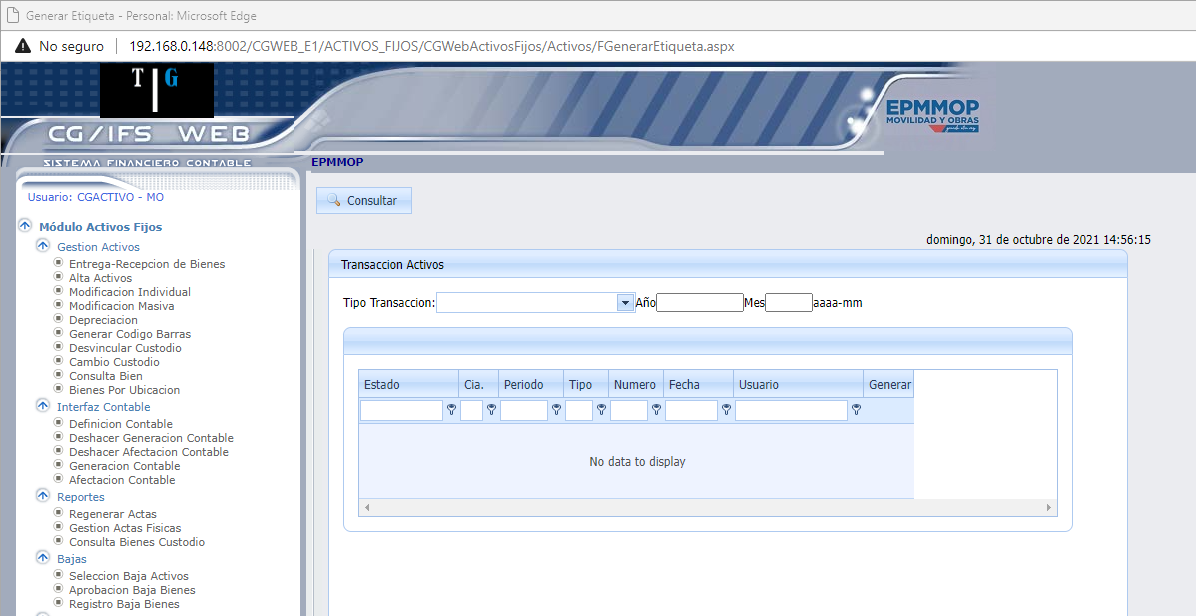 Generar Etiqueta - Personal: Microsoft Edge
No seguro 192.168.0.148:8002/CGWEB_E1/ACTIVOS_FIJOS/CGWebActivosFijos/Activos/FGenerarEtiqueta.aspx
T G
CG/IFS WEB
SISTEMA FINANCIERO CONTABLE
EPMMOP
MOVILIDAD Y OBRAS
EPMMOP
Usuario: CGACTIVO - MO
Módulo Activos Fijos
Gestion Activos
Entrega-Recepcion de Bienes
Alta Activos
Modificacion Individual
Modificacion Masiva
Depreciacion
Generar Codigo Barras
Desvincular Custodio
Cambio Custodio
Consulta Bien
Bienes Por Ubicacion
Interfaz Contable
Definicion Contable
Deshacer Generacion Contable
Deshacer Afectacion Contable
Generacion Contable
Afectacion Contable
Reportes
Regenerar Actas
Gestion Actas Fisicas
Consulta Bienes Custodio
Bajas
Seleccion Baja Activos
Aprobacion Baja Bienes
Registro Baja Bienes
Consultar
domingo, 31 de octubre de 2021 14:56:15
Transaccion Activos
Tipo Transaccion: Año Mes aaaa-mm
Estado Cia. Periodo Tipo Numero Fecha Usuario Generar
No data to display